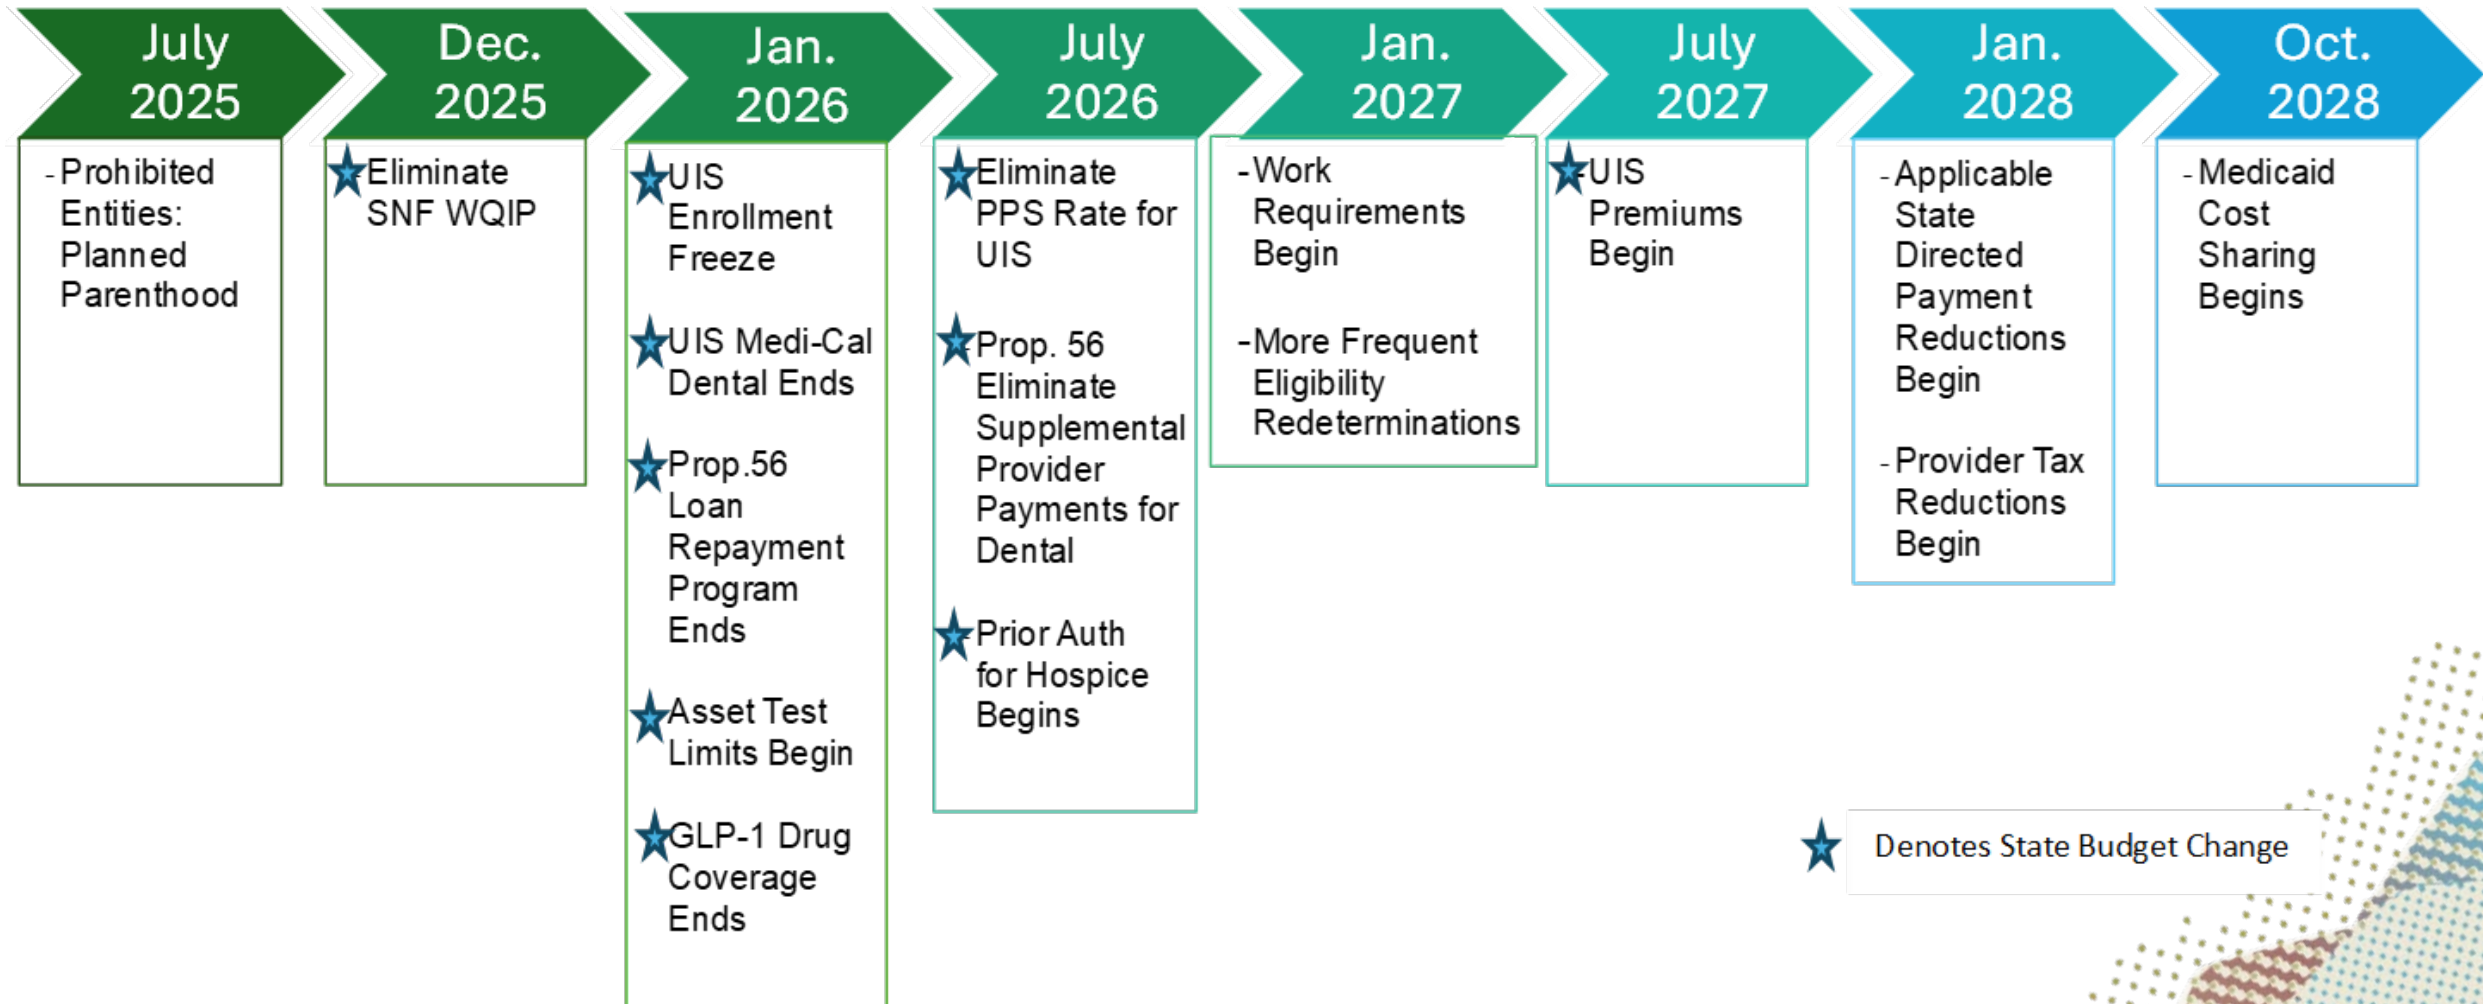 July
2025
- Prohibited
Entities:
Planned
Parenthood
Dec.
2025
Eliminate
SNF WQIP
Jan.
2026
UIS
Enrollment
Freeze
UIS Medi-Cal
Dental Ends
Prop.56
Loan
Repayment
Program
Ends
Asset Test
Limits Begin
GLP-1 Drug
Coverage
Ends
July
2026
Eliminate
PPS Rate for
UIS
Prop. 56
Eliminate
Supplemental
Provider
Payments for
Dental
Prior Auth
for Hospice
Begins
Jan.
2027
-Work
Requirements
Begin
-More Frequent
Eligibility
Redeterminations
July
2027
UIS
Premiums
Begin
Jan.
2028
- Applicable
State
Directed
Payment
Reductions
Begin
- Provider Tax
Reductions
Begin
Oct.
2028
- Medicaid
Cost
Sharing
Begins
Denotes State Budget Change